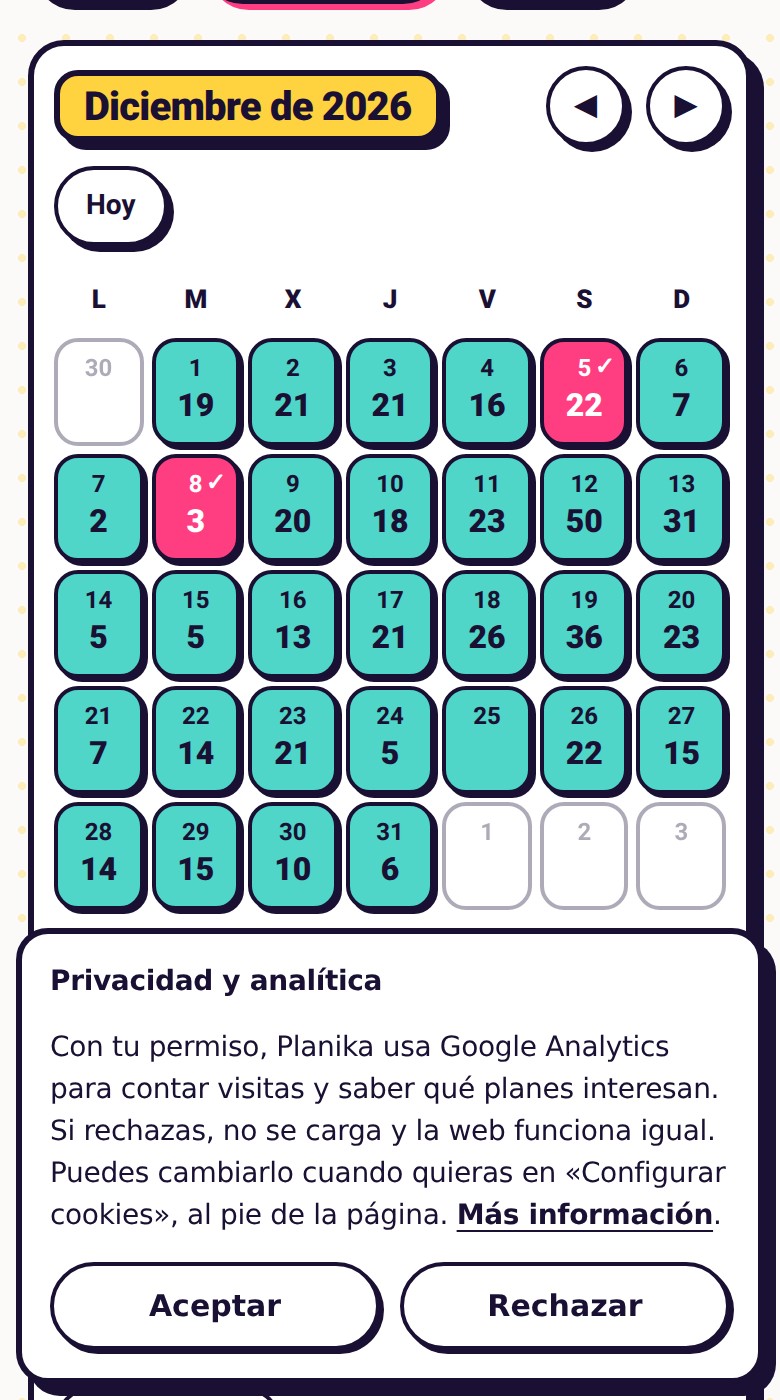 Diciembre de 2026 ◀ ▶
Hoy
L M X J V S D
30 1 2 3 4 5 ✓ 6
19 21 21 16 22 7
7 8 ✓ 9 10 11 12 13
2 3 20 18 23 50 31
14 15 16 17 18 19 20
5 5 13 21 26 36 23
21 22 23 24 25 26 27
7 14 21 5 22 15
28 29 30 31 1 2 3
14 15 10 6
Privacidad y analítica
Con tu permiso, Planika usa Google Analytics
para contar visitas y saber qué planes interesan.
Si rechazas, no se carga y la web funciona igual.
Puedes cambiarlo cuando quieras en «Configurar
cookies», al pie de la página. Más información.
Aceptar Rechazar